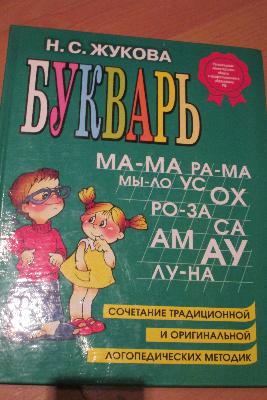 Н. С. ЖУКОВА
БУКВАРЬ
МА-МА РА-МА
МЫ-ЛО УС ОХ
РО-ЗА СА
АМ АУ
ЛУ-НА
СОЧЕТАНИЕ ТРАДИЦИОННОЙ
И ОРИГИНАЛЬНОЙ
ЛОГОПЕДИЧЕСКИХ МЕТОДИК